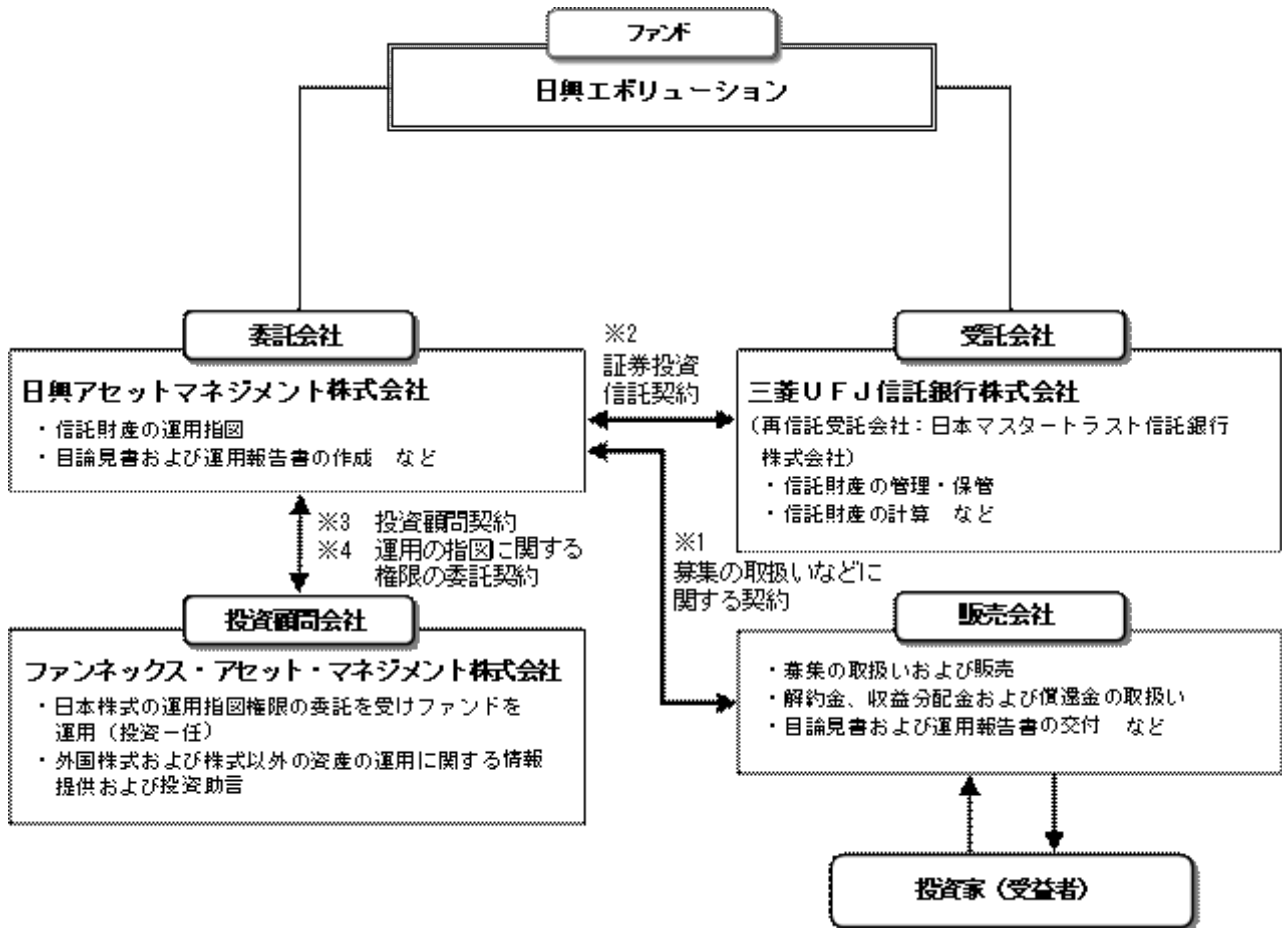 ファンド
日興エボリューション
委託会社
日興アセットマネジメント株式会社
・信託財産の運用指図
・目論見書および運用報告書の作成 など
※2
証券投資
信託契約
受託会社
三菱UFJ信託銀行株式会社
(再信託受託会社:日本マスタートラスト信託銀行
株式会社)
・信託財産の管理・保管
・信託財産の計算 など
※3 投資顧問契約
※4 運用の指図に関する
権限の委託契約
※1
募集の取扱いなどに
関する契約
投資顧問会社
ファンネックス・アセット・マネジメント株式会社
・日本株式の運用指図権限の委託を受けファンドを
運用(投資一任)
・外国株式および株式以外の資産の運用に関する情報
提供および投資助言
販売会社
・募集の取扱いおよび販売
・解約金、収益分配金および償還金の取扱い
・目論見書および運用報告書の交付 など
投資家(受益者)